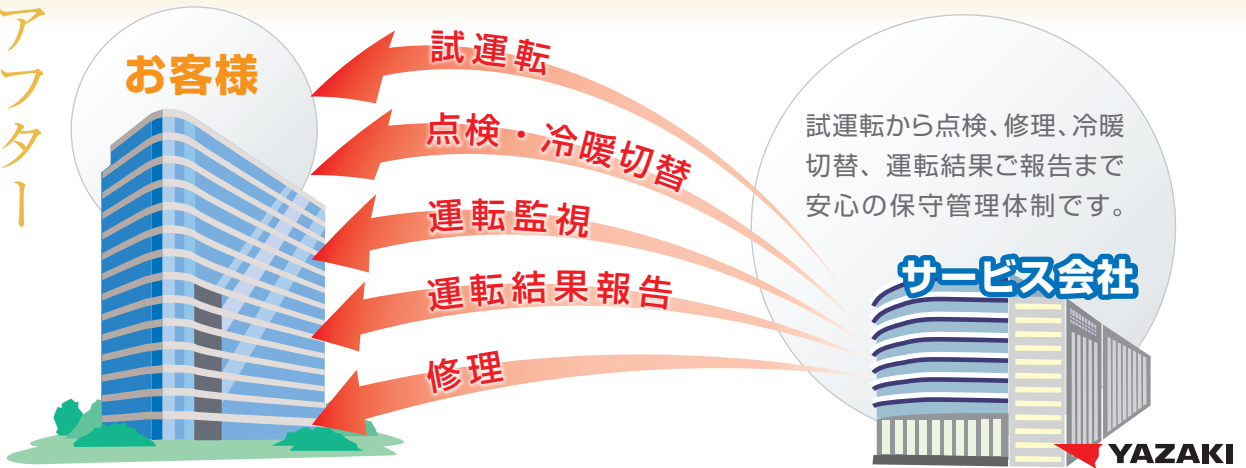 アフター
お客様
試運転
点検・冷暖切替
運転監視
運転結果報告
修理
試運転から点検、修理、冷暖
切替、運転結果ご報告まで
安心の保守管理体制です。
サービス会社
YAZAKI